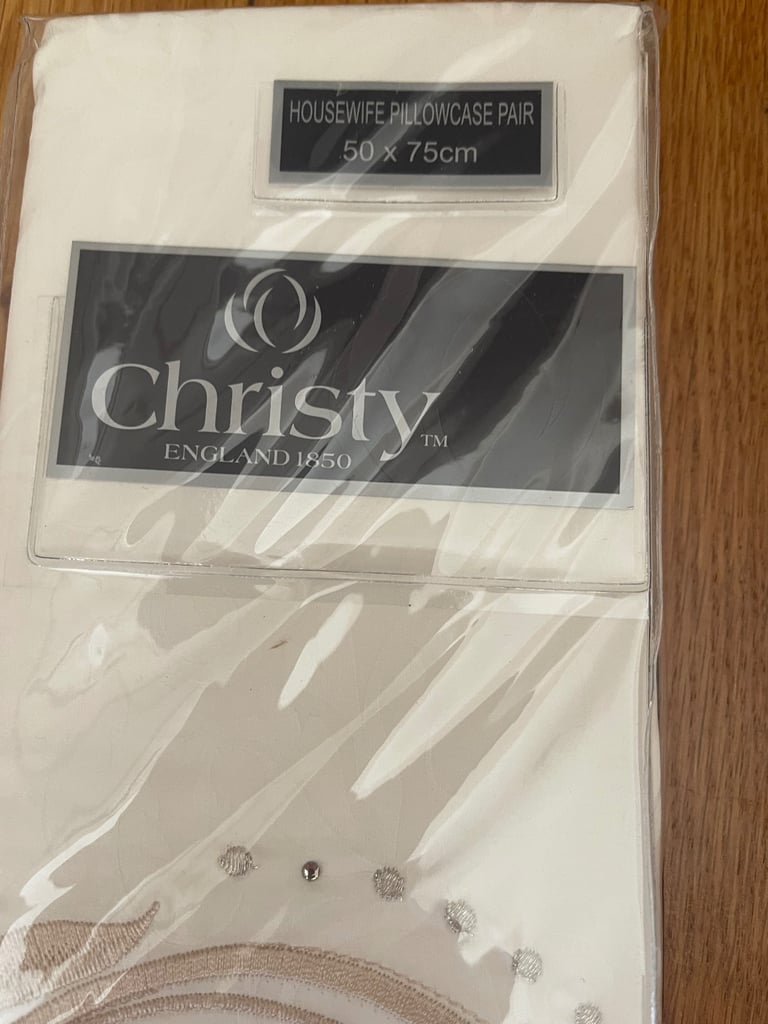 HOUSEWIFE PILLOWCASE PAIR
50 x 75cm
Christy™
ENGLAND 1850